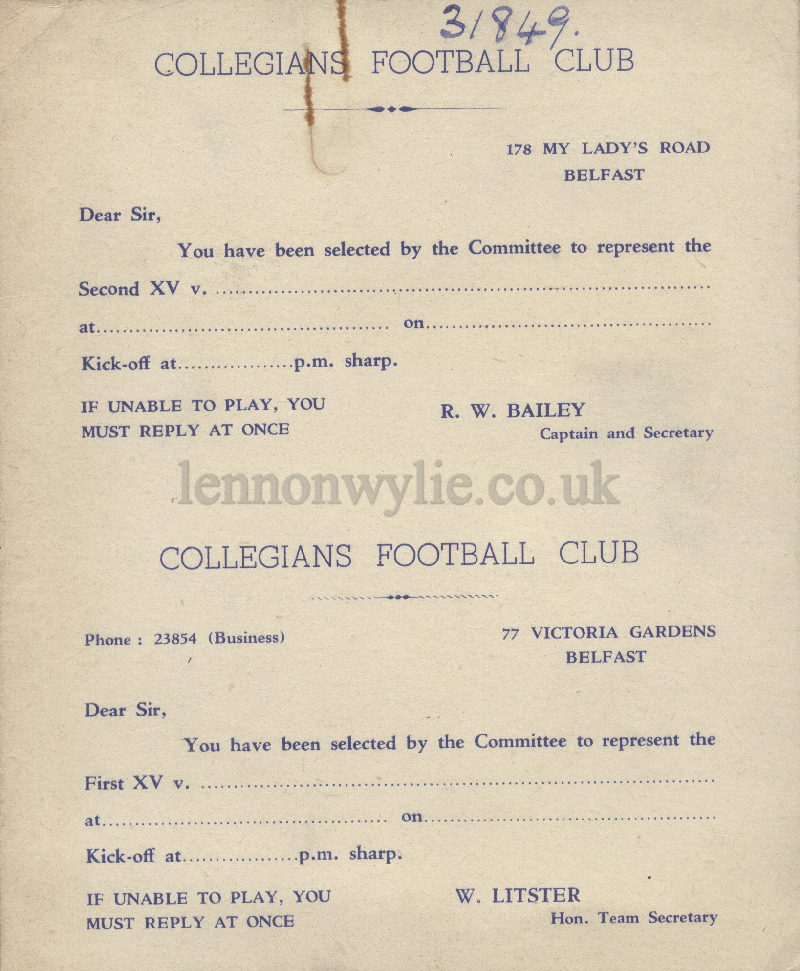 31849.
COLLEGIANS FOOTBALL CLUB
178 MY LADY'S ROAD
BELFAST
Dear Sir,
You have been selected by the Committee to represent the
Second XV v. ........................................
at........................................ on........................................
Kick-off at..................p.m. sharp.
IF UNABLE TO PLAY, YOU
MUST REPLY AT ONCE
R. W. BAILEY
Captain and Secretary
lennonwylie.co.uk
COLLEGIANS FOOTBALL CLUB
Phone : 23854 (Business)
77 VICTORIA GARDENS
BELFAST
Dear Sir,
You have been selected by the Committee to represent the
First XV v. ........................................
at........................................ on........................................
Kick-off at..................p.m. sharp.
IF UNABLE TO PLAY, YOU
MUST REPLY AT ONCE
W. LITSTER
Hon. Team Secretary